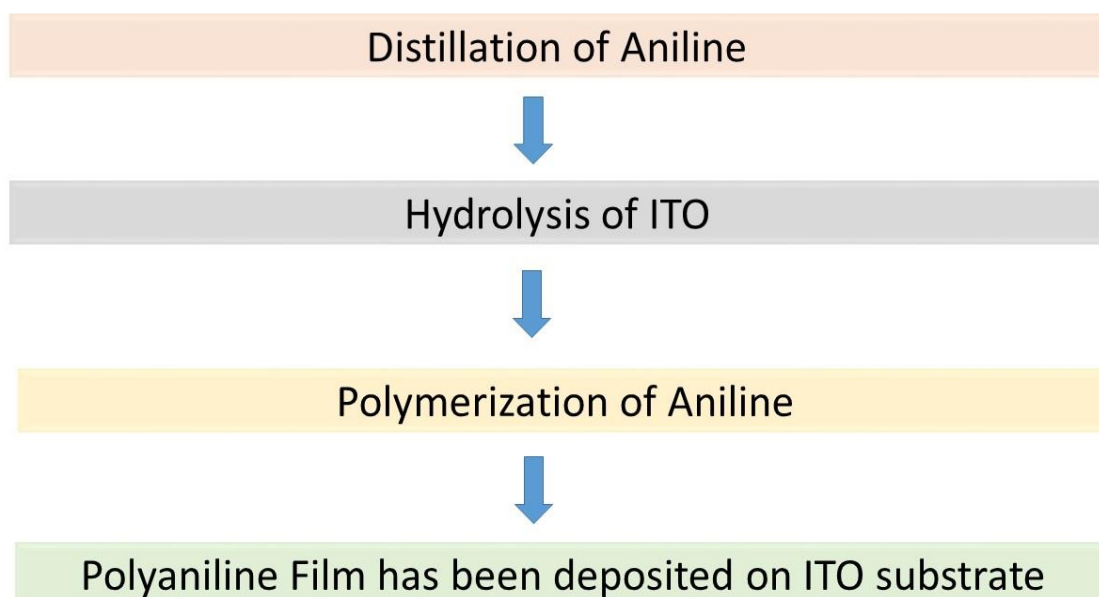 Distillation of Aniline
Hydrolysis of ITO
Polymerization of Aniline
Polyaniline Film has been deposited on ITO substrate